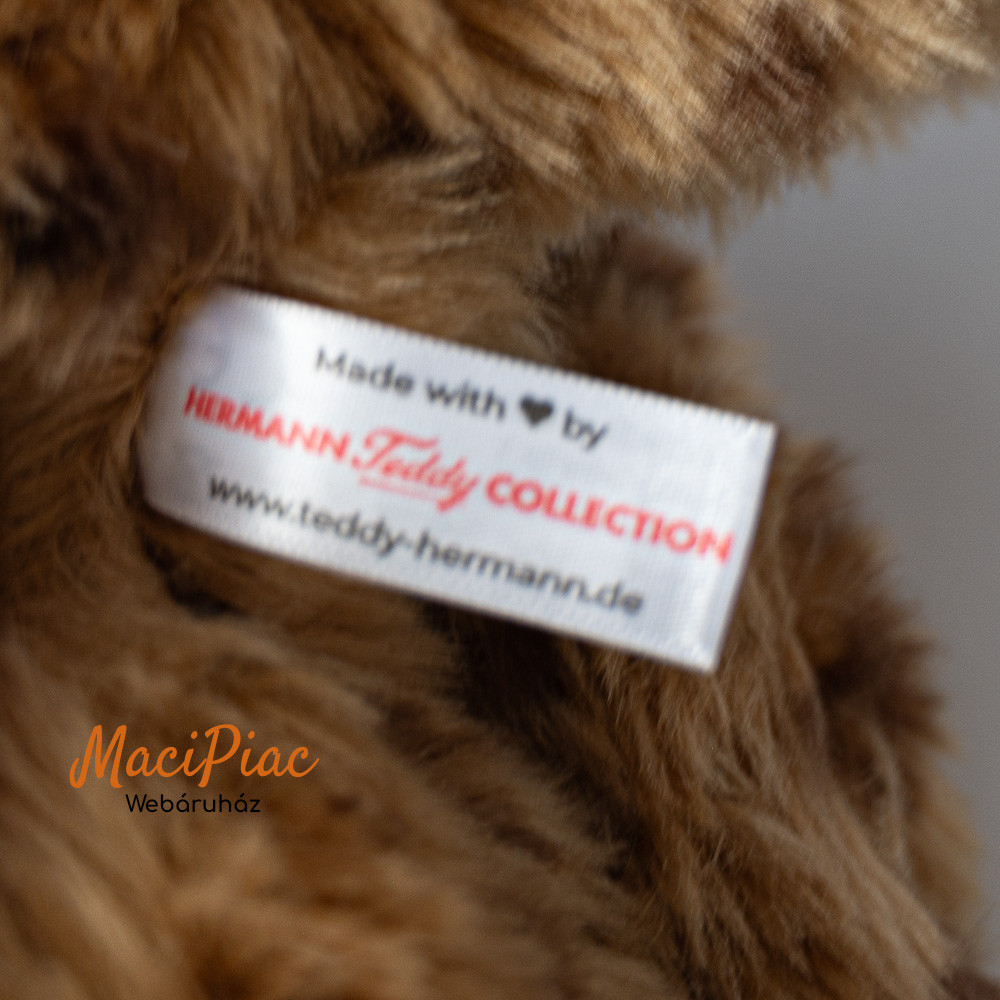 Made with ♥ by
HERMANN Teddy COLLECTION
www.teddy-hermann.de
MaciPiac
Webáruház